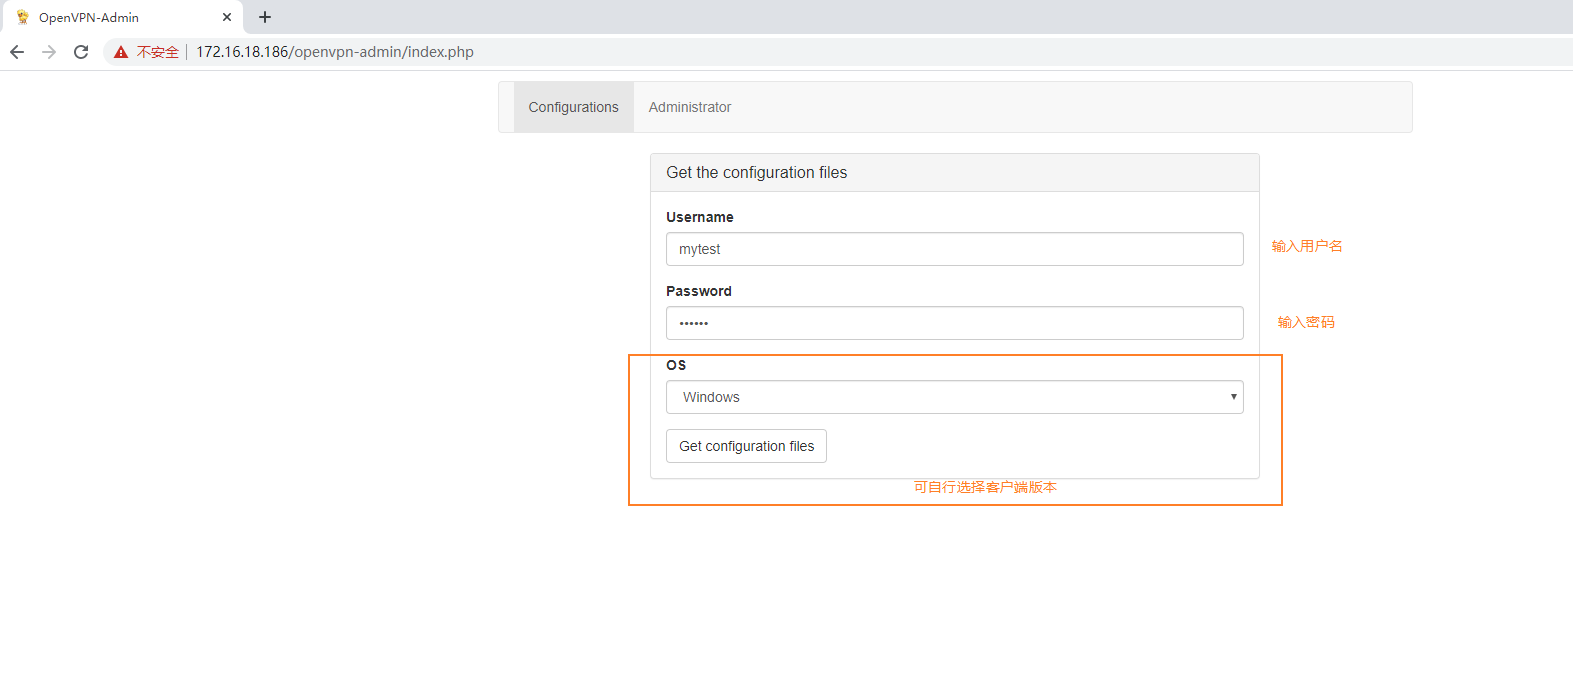 OpenVPN-Admin
不安全 172.16.18.186/openvpn-admin/index.php
Configurations Administrator
Get the configuration files
Username
mytest
输入用户名
Password
••••••
输入密码
OS
Windows
Get configuration files
可自行选择客户端版本